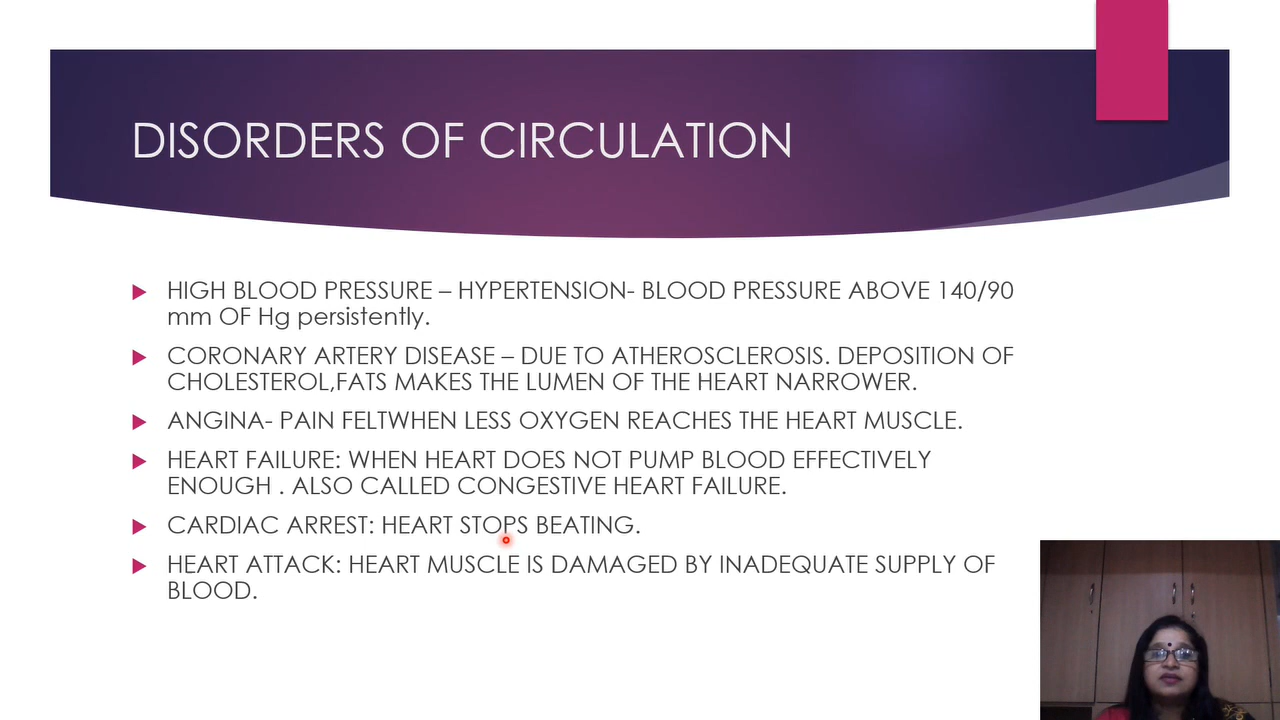 DISORDERS OF CIRCULATION
HIGH BLOOD PRESSURE – HYPERTENSION- BLOOD PRESSURE ABOVE 140/90
mm OF Hg persistently.
CORONARY ARTERY DISEASE – DUE TO ATHEROSCLEROSIS. DEPOSITION OF
CHOLESTEROL,FATS MAKES THE LUMEN OF THE HEART NARROWER.
ANGINA- PAIN FELTWHEN LESS OXYGEN REACHES THE HEART MUSCLE.
HEART FAILURE: WHEN HEART DOES NOT PUMP BLOOD EFFECTIVELY
ENOUGH . ALSO CALLED CONGESTIVE HEART FAILURE.
CARDIAC ARREST: HEART STOPS BEATING.
HEART ATTACK: HEART MUSCLE IS DAMAGED BY INADEQUATE SUPPLY OF
BLOOD.